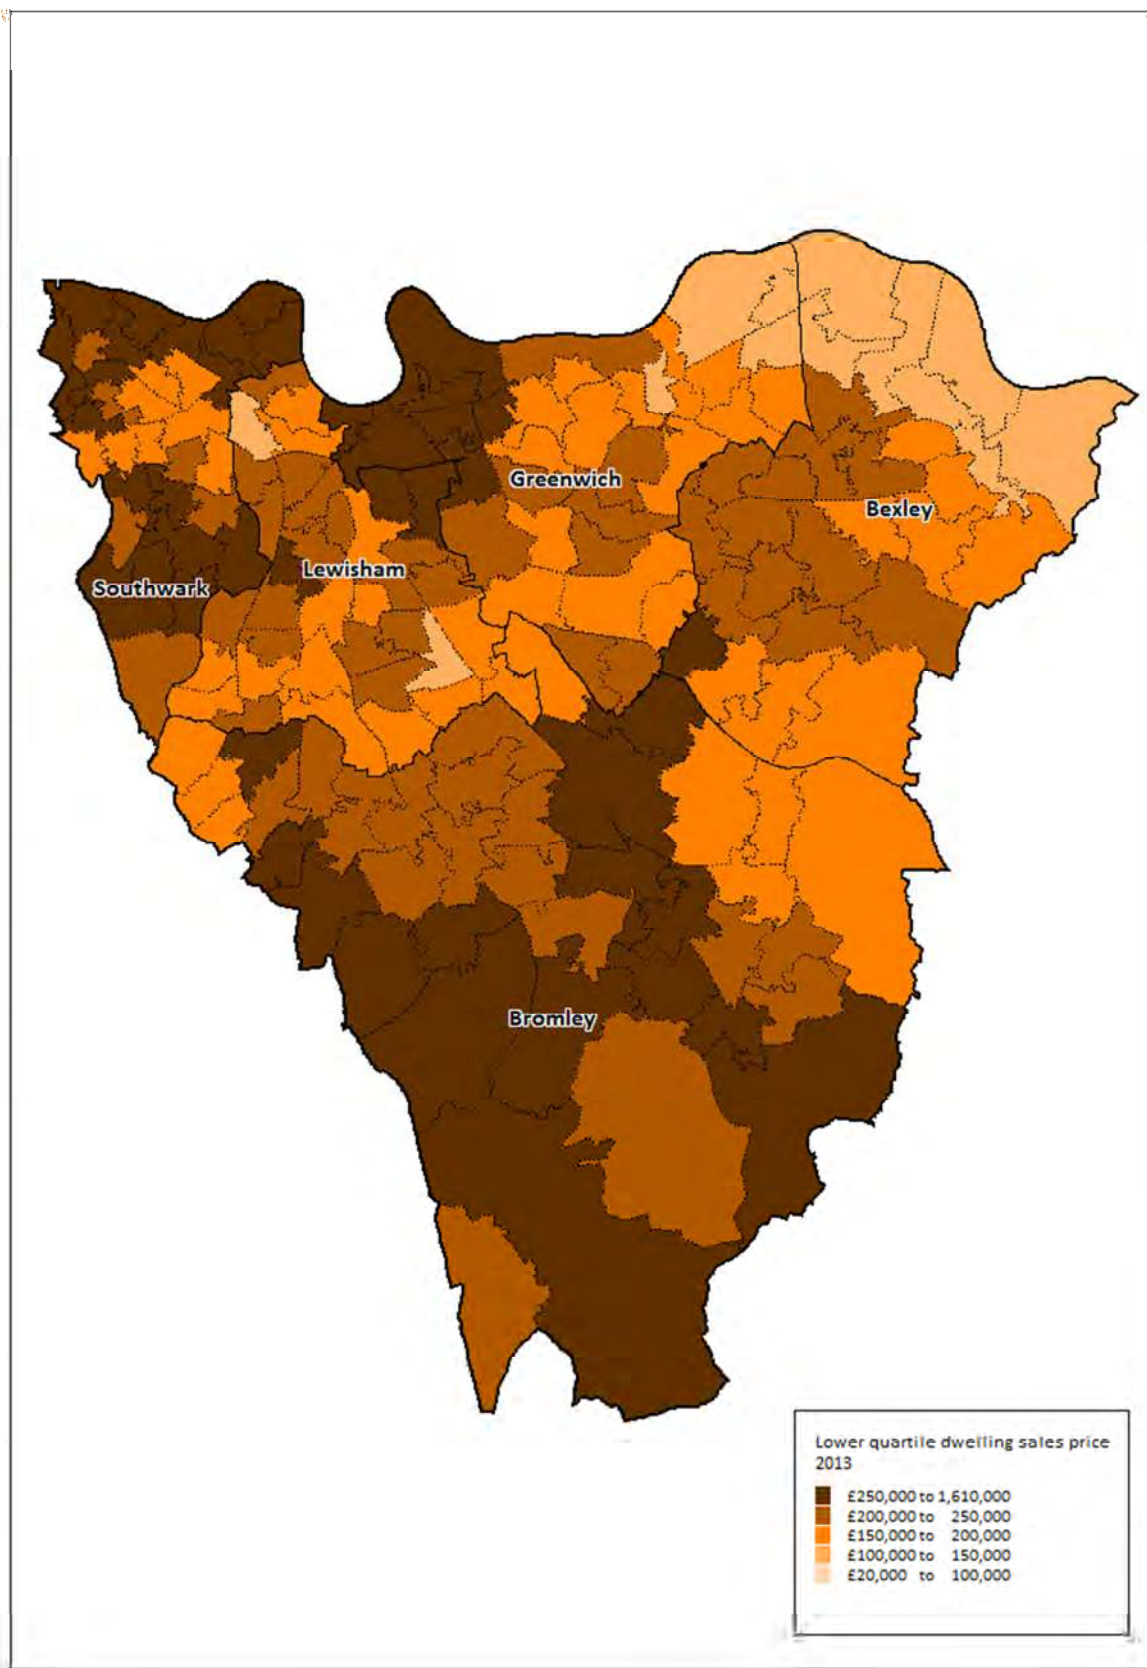 Greenwich
Bexley
Lewisham
Southwark
Bromley
Lower quartile dwelling sales price
2013
£250,000 to 1,610,000
£200,000 to 250,000
£150,000 to 200,000
£100,000 to 150,000
£20,000 to 100,000